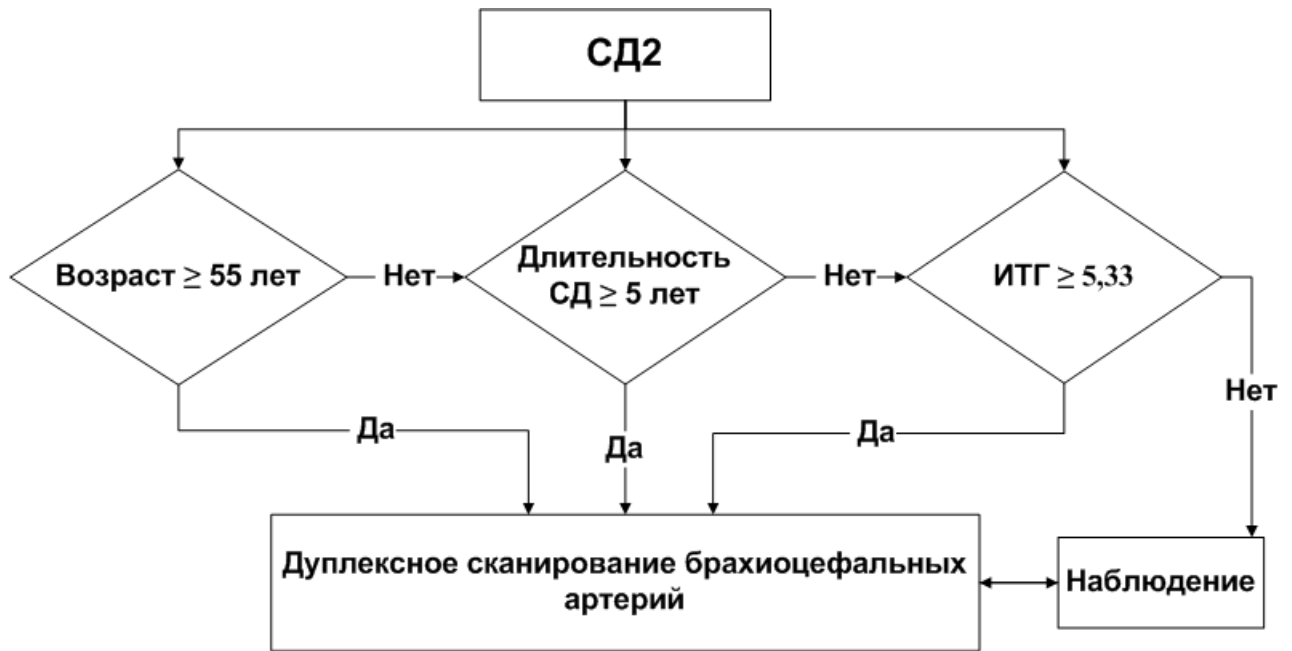 СД2
Возраст ≥ 55 лет
Нет
Длительность
СД ≥ 5 лет
Нет
ИТГ ≥ 5,33
Нет
Да
Да
Да
Дуплексное сканирование брахиоцефальных
артерий
Наблюдение